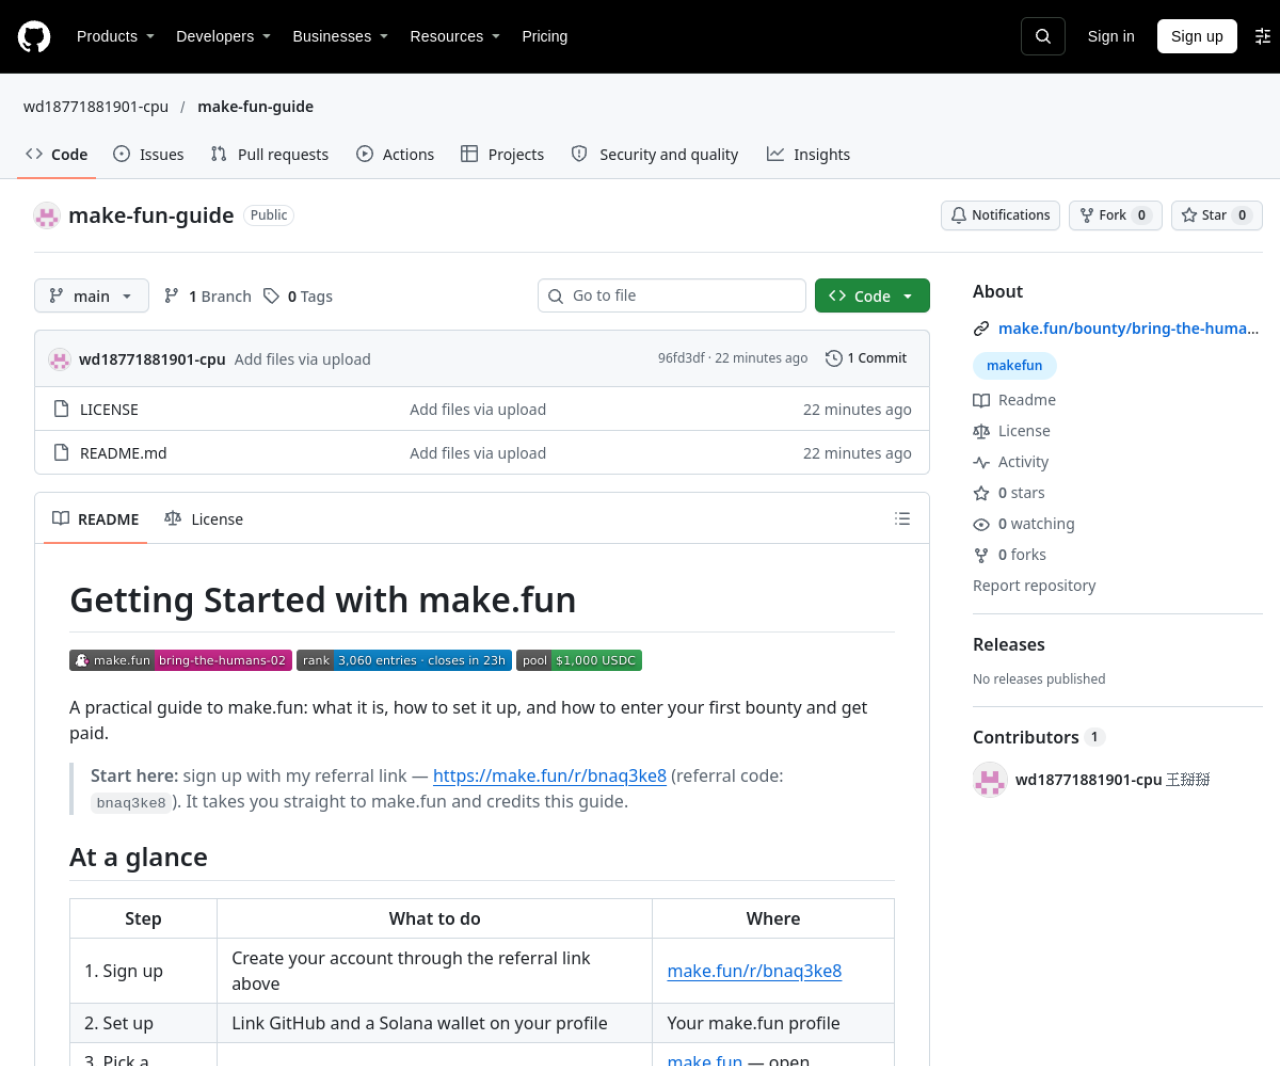 Products Developers Businesses Resources Pricing Sign in Sign up
wd18771881901-cpu / make-fun-guide
Code Issues Pull requests Actions Projects Security and quality Insights
make-fun-guide Public Notifications Fork 0 Star 0
main 1 Branch 0 Tags Go to file Code
wd18771881901-cpu Add files via upload 96fd3df · 22 minutes ago 1 Commit
LICENSE Add files via upload 22 minutes ago
README.md Add files via upload 22 minutes ago
README License
Getting Started with make.fun
make.fun bring-the-humans-02 rank 3,060 entries · closes in 23h pool $1,000 USDC
A practical guide to make.fun: what it is, how to set it up, and how to enter your first bounty and get
paid.
Start here: sign up with my referral link — https://make.fun/r/bnaq3ke8 (referral code:
bnaq3ke8). It takes you straight to make.fun and credits this guide.
At a glance
Step What to do Where
1. Sign up Create your account through the referral link
above make.fun/r/bnaq3ke8
2. Set up Link GitHub and a Solana wallet on your profile Your make.fun profile
3. Pick a make.fun — open
About
make.fun/bounty/bring-the-huma...
makefun
Readme
License
Activity
0 stars
0 watching
0 forks
Report repository
Releases
No releases published
Contributors 1
wd18771881901-cpu 王